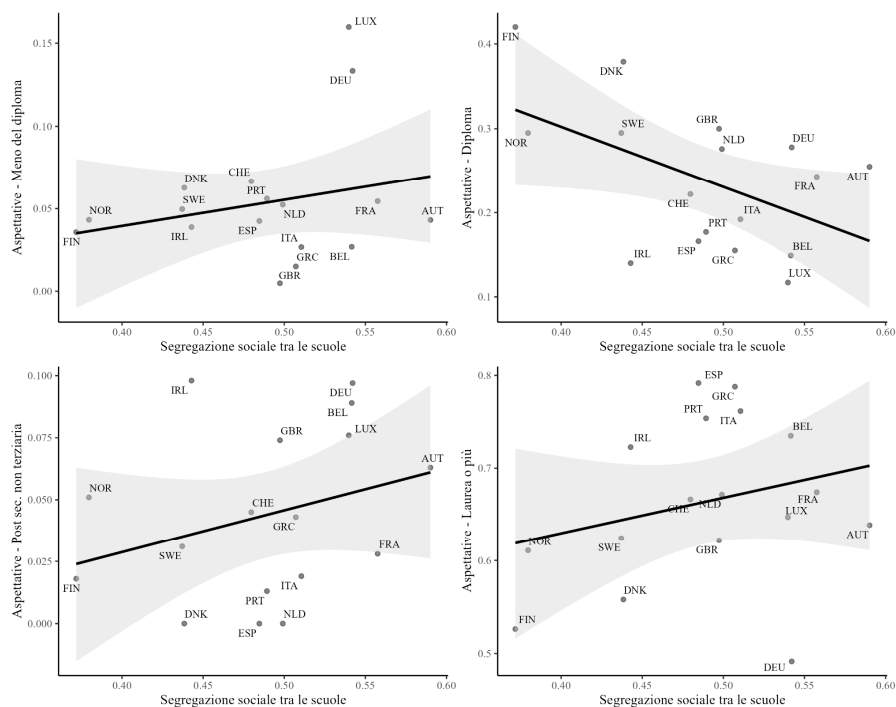 LUX
0.15
DEU
Aspettative - Meno del diploma
0.10
CHE
DNK
PRT
SWE
0.05
NOR
NLD
FRA
AUT
FIN
IRL
ESP
ITA
GRC
BEL
GBR
0.00
0.40
0.45
0.50
0.55
0.60
Segregazione sociale tra le scuole
0.4
FIN
DNK
Aspettative - Diploma
0.3
NOR
SWE
GBR
NLD
DEU
FRA
AUT
CHE
ITA
0.2
PRT
ESP
IRL
GRC
BEL
LUX
0.1
0.40
0.45
0.50
0.55
0.60
Segregazione sociale tra le scuole
0.100
IRL
DEU
BEL
Aspettative - Post sec. non terziaria
0.075
GBR
LUX
AUT
NOR
0.050
CHE
GRC
SWE
FRA
0.025
FIN
ITA
PRT
DNK
ESP
NLD
0.000
0.40
0.45
0.50
0.55
0.60
Segregazione sociale tra le scuole
0.8
ESP
GRC
PRT
ITA
Aspettative - Laurea o più
IRL
BEL
0.7
CHE
NLD
FRA
LUX
NOR
SWE
GBR
AUT
0.6
DNK
FIN
0.5
DEU
0.40
0.45
0.50
0.55
0.60
Segregazione sociale tra le scuole